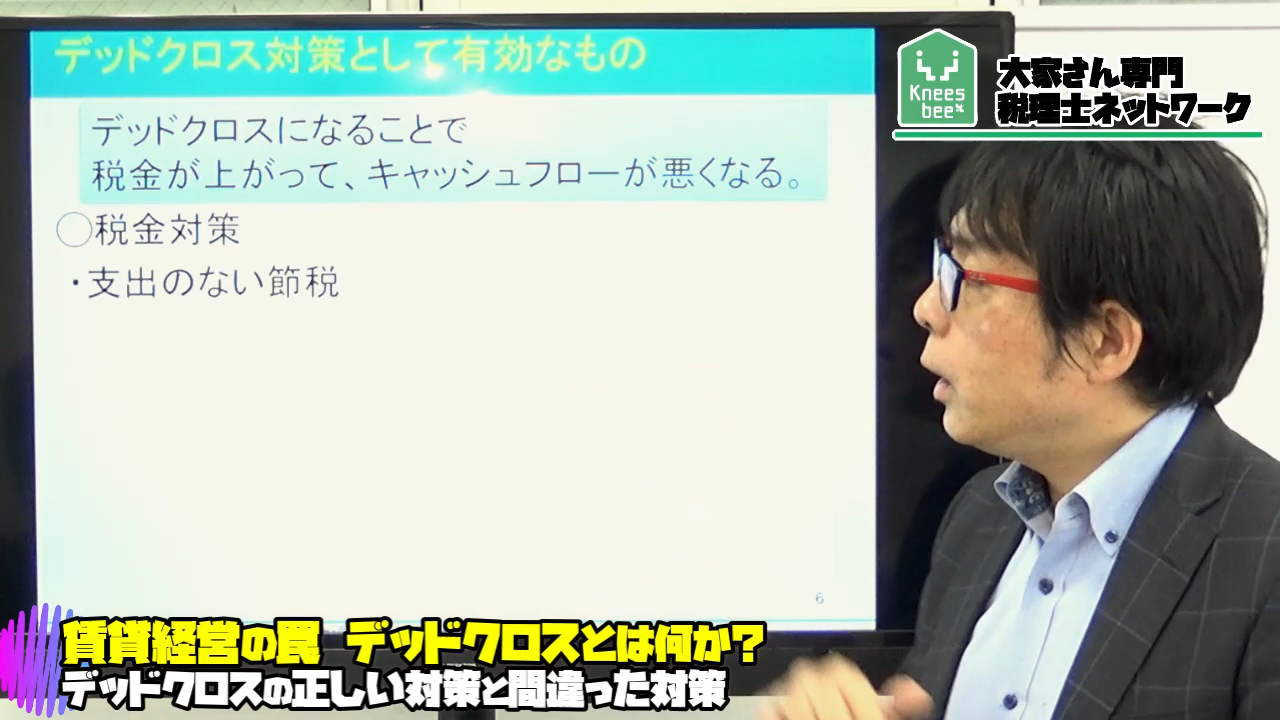 デッドクロス対策として有効なもの
デッドクロスになることで
税金が上がって、キャッシュフローが悪くなる。
○税金対策
・支出のない節税
6
Knees
bee
大家さん専門
税理士ネットワーク
賃貸経営の罠 デッドクロスとは何か?
デッドクロスの正しい対策と間違った対策